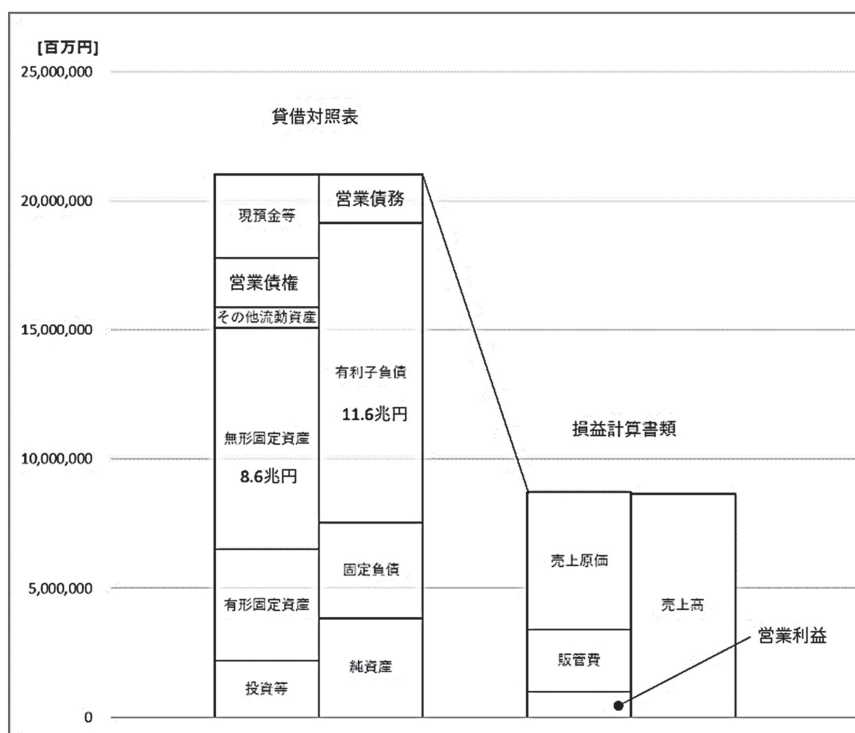 [百万円]
25,000,000
貸借対照表
20,000,000
現預金等
営業債務
営業債権
その他流動資産
15,000,000
有利子負債
11.6兆円
無形固定資産
8.6兆円
損益計算書類
10,000,000
売上原価
固定負債
5,000,000
有形固定資産
売上高
営業利益
販管費
純資産
投資等
0